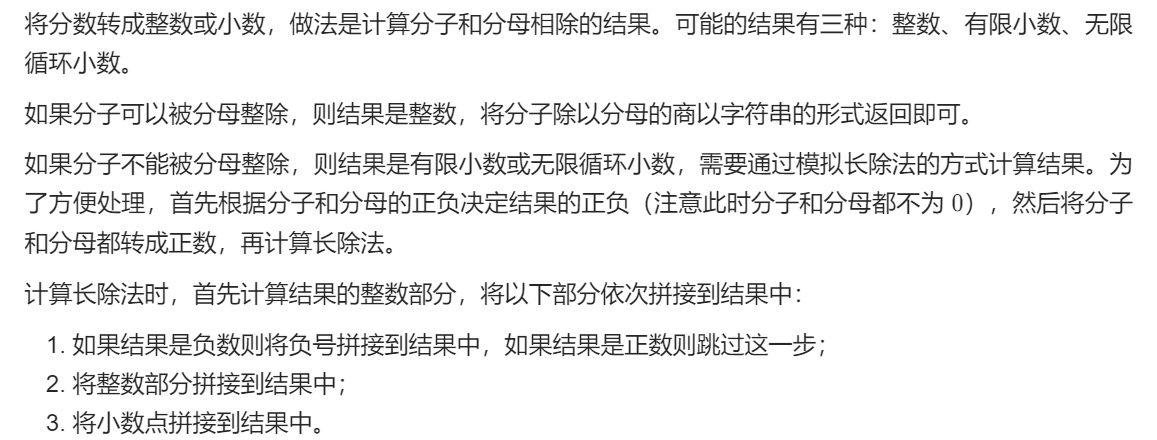 将分数转成整数或小数，做法是计算分子和分母相除的结果。可能的结果有三种：整数、有限小数、无限
循环小数。
如果分子可以被分母整除，则结果是整数，将分子除以分母的商以字符串的形式返回即可。
如果分子不能被分母整除，则结果是有限小数或无限循环小数，需要通过模拟长除法的方式计算结果。为
了方便处理，首先根据分子和分母的正负决定结果的正负（注意此时分子和分母都不为 0），然后将分子
和分母都转成正数，再计算长除法。
计算长除法时，首先计算结果的整数部分，将以下部分依次拼接到结果中：
1. 如果结果是负数则将负号拼接到结果中，如果结果是正数则跳过这一步；
2. 将整数部分拼接到结果中；
3. 将小数点拼接到结果中。